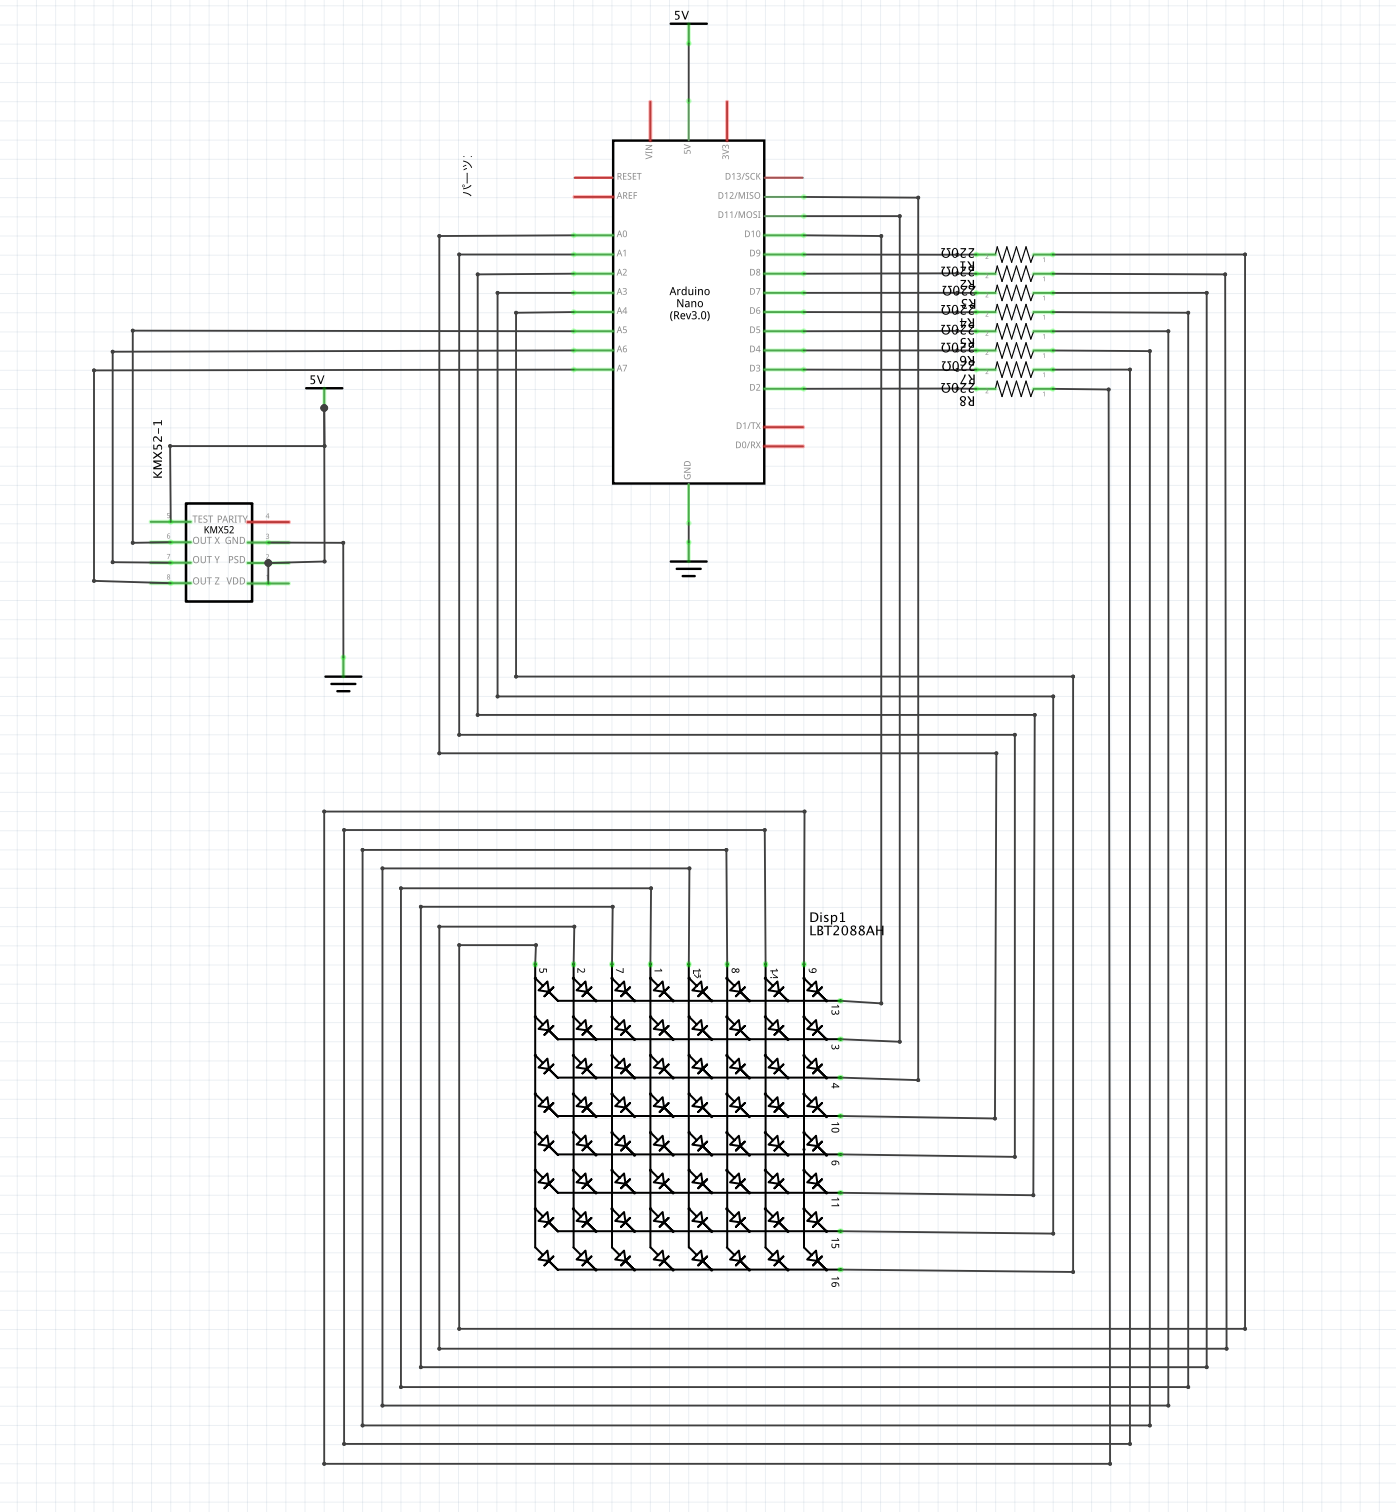 5V
VIN
5V
3V3
パーツ:
RESET
D13/SCK
AREF
D12/MISO
D11/MOSI
A0
D10
A1
D9
A2
D8
A3
D7
A4
D6
A5
D5
A6
D4
A7
D3
D2
Arduino
Nano
(Rev3.0)
D1/TX
D0/RX
GND
220Ω
R1
220Ω
R2
220Ω
R3
220Ω
R4
220Ω
R5
220Ω
R6
220Ω
R7
220Ω
R8
5V
KMX52-1
5
TEST
PARITY
4
KMX52
6
OUT X
GND
3
7
OUT Y
PSD
2
8
OUT Z
VDD
Disp1
LBT2088AH
5
2
7
1
8
14
9
13
3
4
10
6
11
15
16